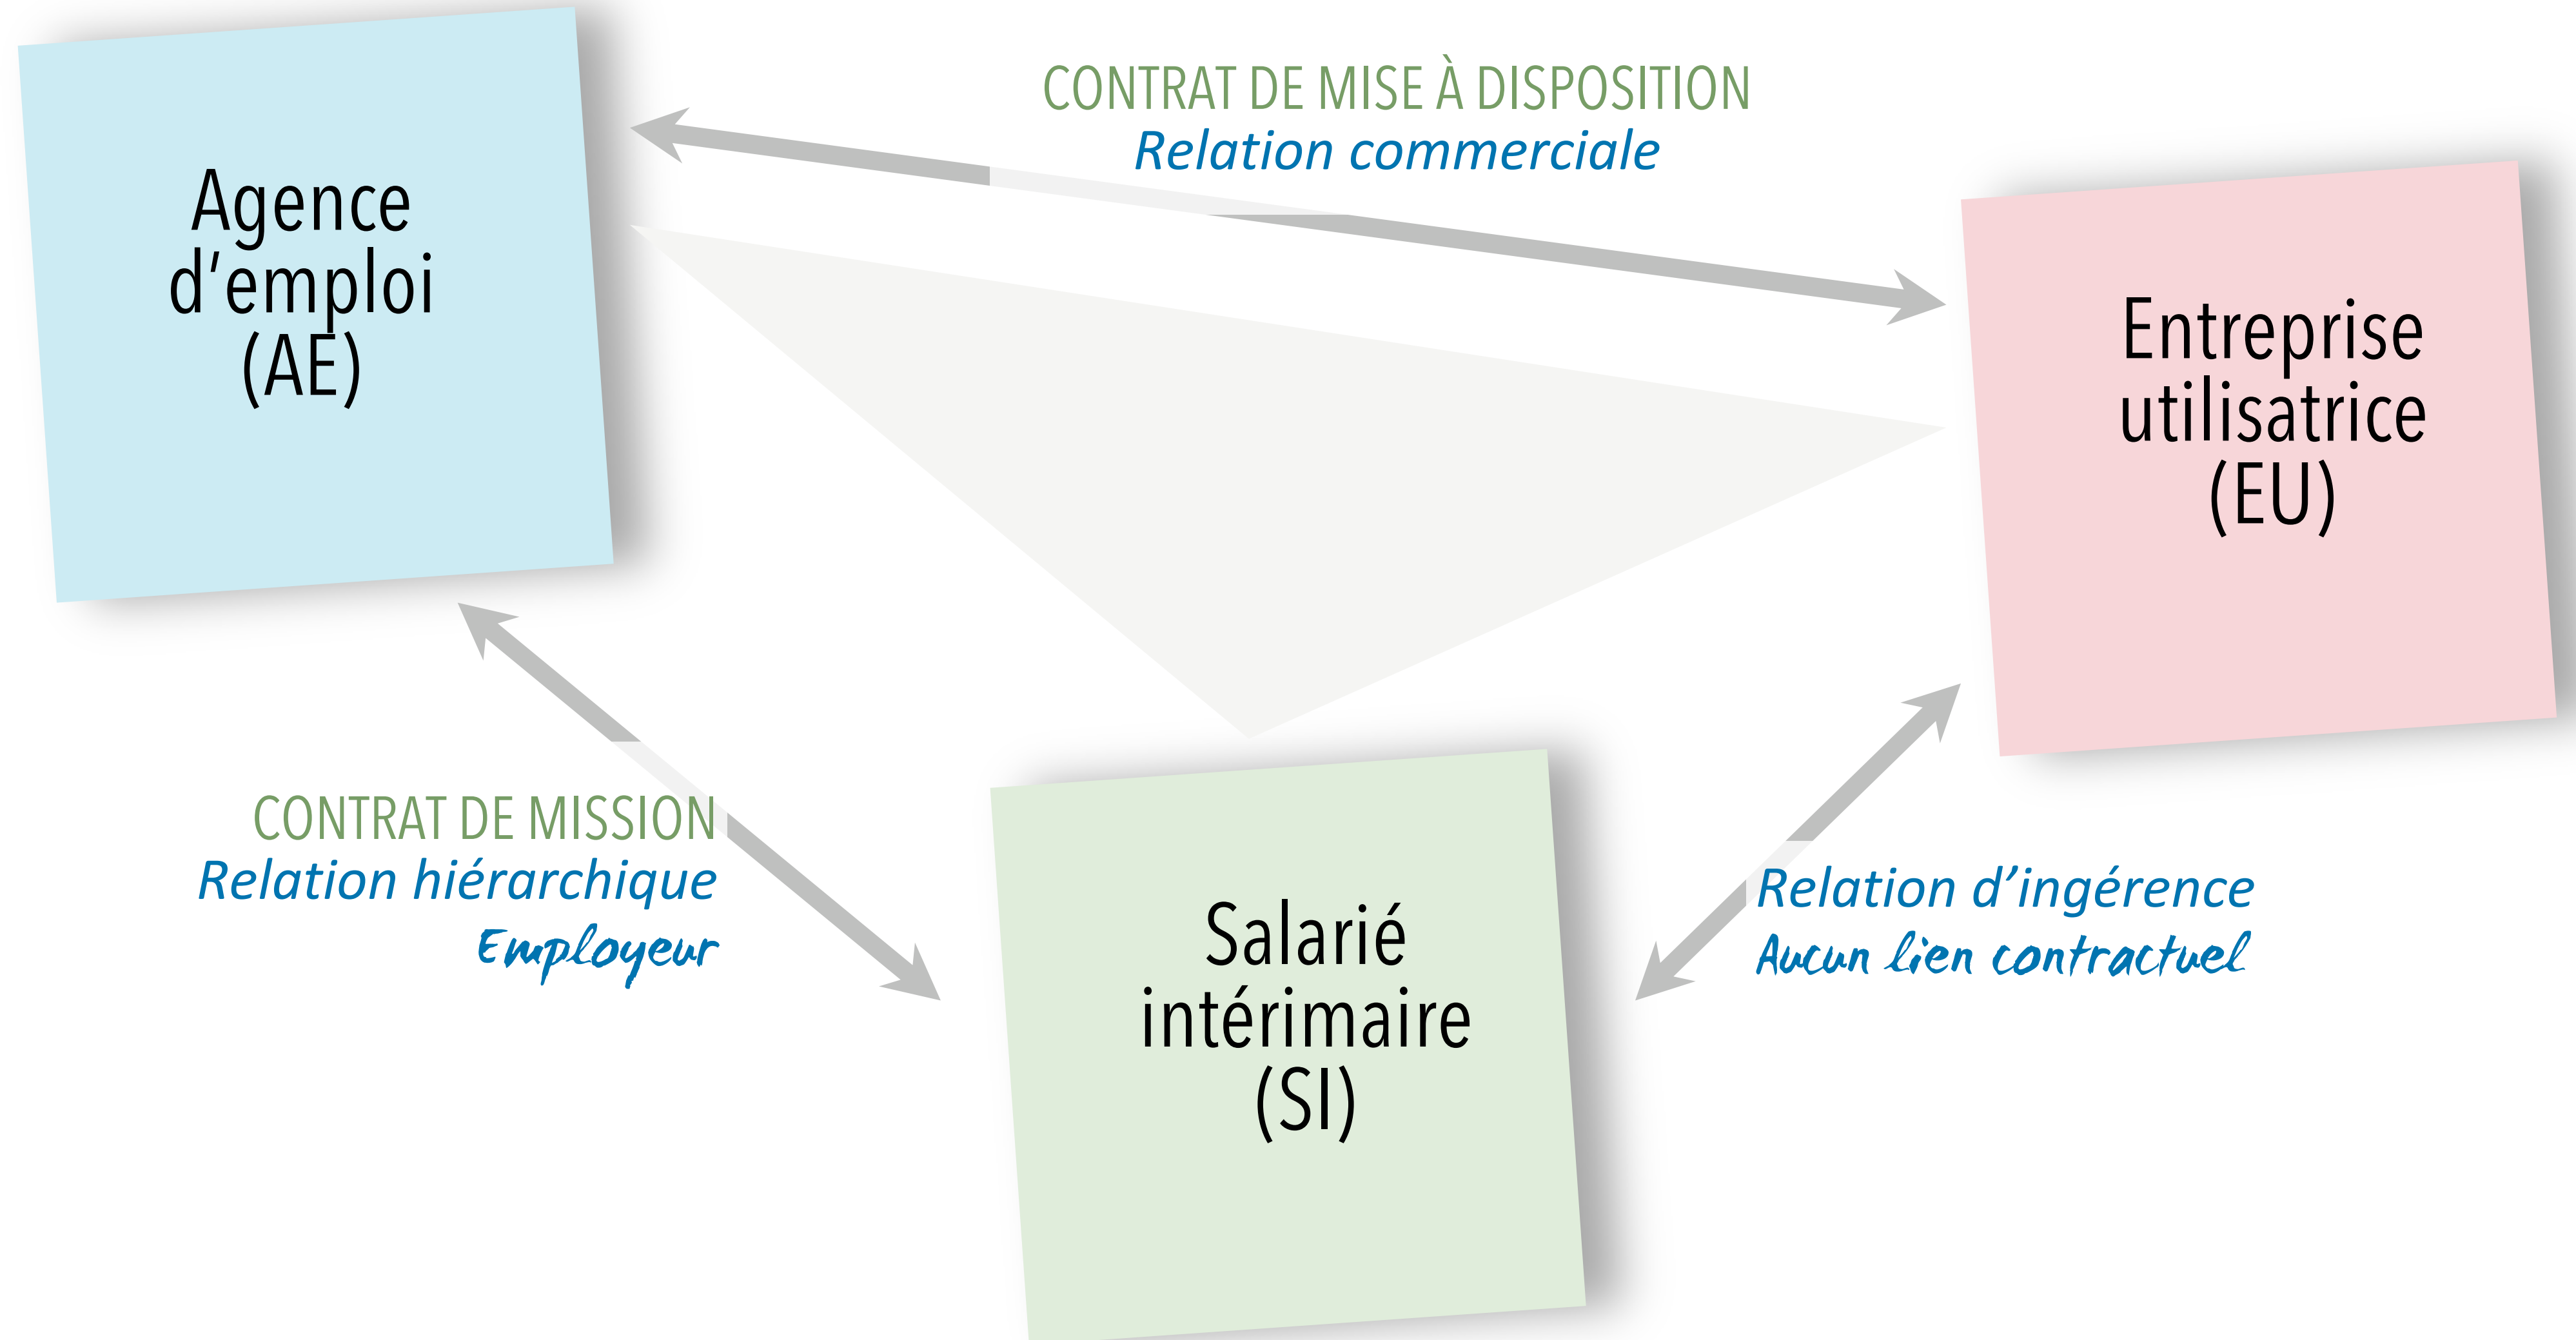 Agence
d’emploi
(AE)
CONTRAT DE MISE À DISPOSITION
Relation commerciale
Entreprise
utilisatrice
(EU)
CONTRAT DE MISSION
Relation hiérarchique
Employeur
Salarié
intérimaire
(SI)
Relation d’ingérence
Aucun lien contractuel